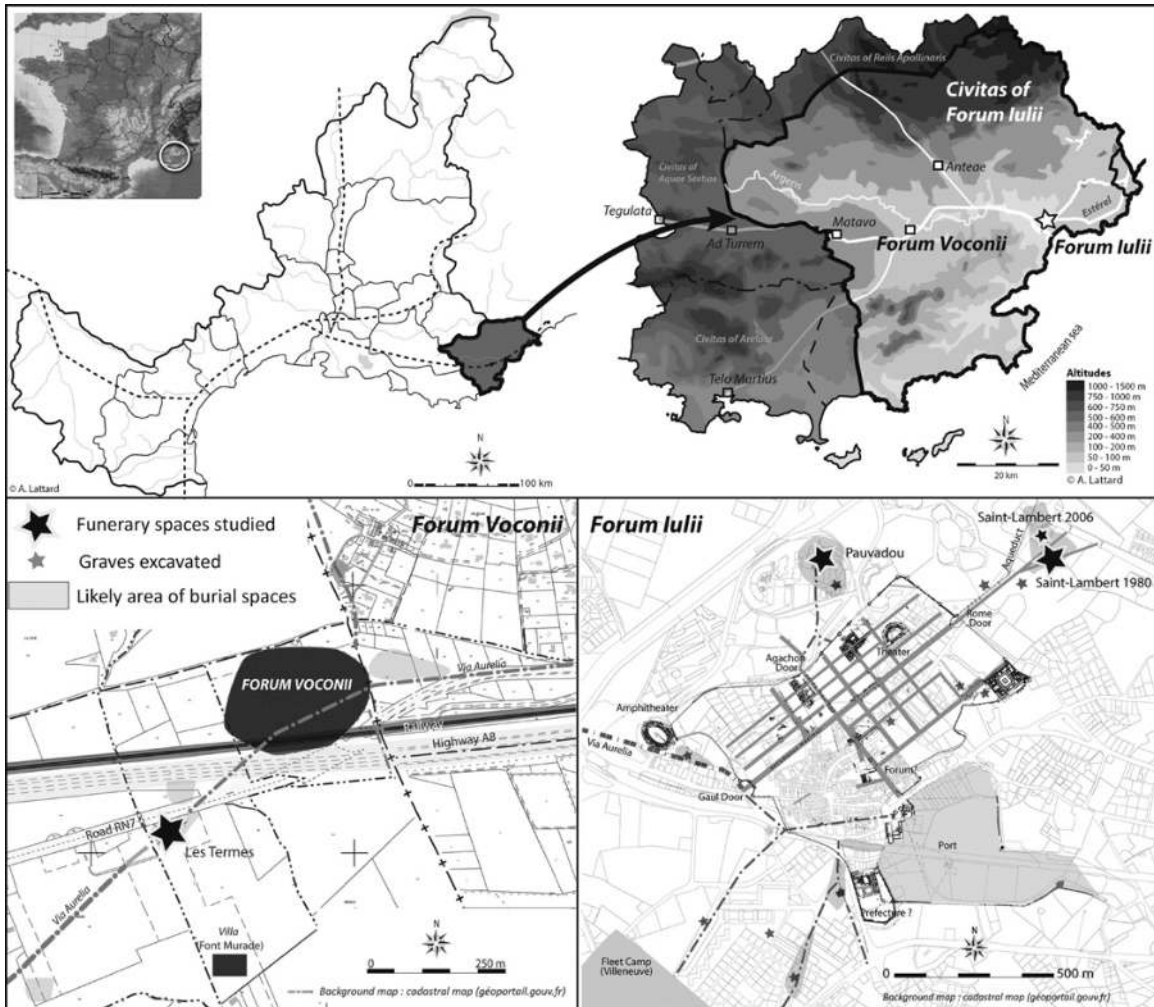 N
0
100 km
© A. Lattard
Civitas of Reiis Apollinaris
Civitas of
Forum Iulii
Civitas of
Aquae Sextiae
Anteae
Argens
Estérel
Tegulata
Matavo
Ad Turrem
Forum Voconii
Forum Iulii
Civitas of Arelate
Telo Martius
Mediterranean sea
Altitudes
1000 - 1500 m
750 - 1000 m
600 - 750 m
500 - 600 m
400 - 500 m
200 - 400 m
100 - 200 m
50 - 100 m
0 - 50 m
N
20 km
© A. Lattard
Funerary spaces studied
Graves excavated
Likely area of burial spaces
Forum Voconii
Via Aurelia
FORUM VOCONII
Railway
Highway A8
Road RN7
Les Termes
Via Aurelia
Villa
(Font Murade)
N
0
250 m
Background map : cadastral map (géoportail.gouv.fr)
Forum Iulii
Saint-Lambert 2006
Pauvadou
Aqueduct
Saint-Lambert 1980
Rome
Door
Theater
Agachon
Door
Amphitheater
Via Aurelia
Gaul Door
Forum?
Port
Prefecture ?
Fleet Camp
(Villeneuve)
N
0
500 m
Background map : cadastral map (géoportail.gouv.fr)